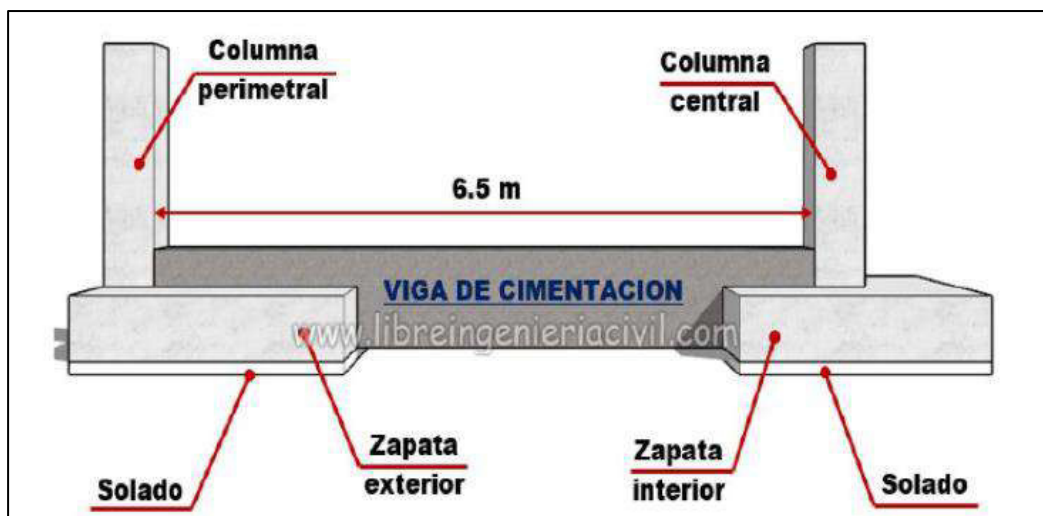 Columna
perimetral
Columna
central
6.5 m
VIGA DE CIMENTACION
www.libreingenieriacivil.com
Zapata
exterior
Zapata
interior
Solado
Solado